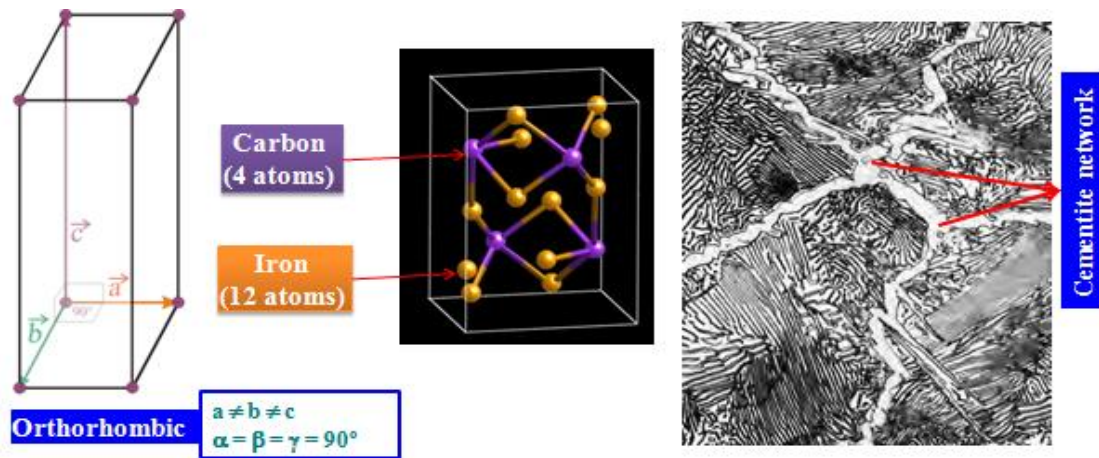 c
a
90°
b
Orthorhombic
a ≠ b ≠ c
α = β = γ = 90°
Carbon
(4 atoms)
Iron
(12 atoms)
Cementite network